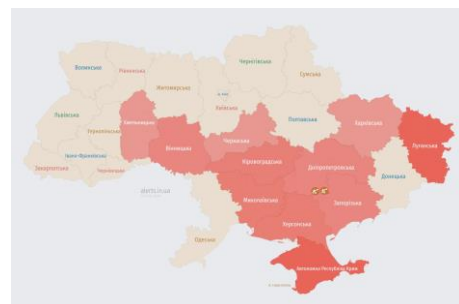 Чернігівська
Волинська
Рівненська
Сумська
Житомирська
Київська
Львівська
Полтавська
Харківська
Хмельницька
Черкаська
Луганська
Тернопільська
Вінницька
Івано-Франківська
Кіровоградська
Дніпропетровська
Закарпатська
Чернівецька
Донецька
alerts.in.ua
Миколаївська
Запорізька
Херсонська
Одеська
Автономна Республіка Крим